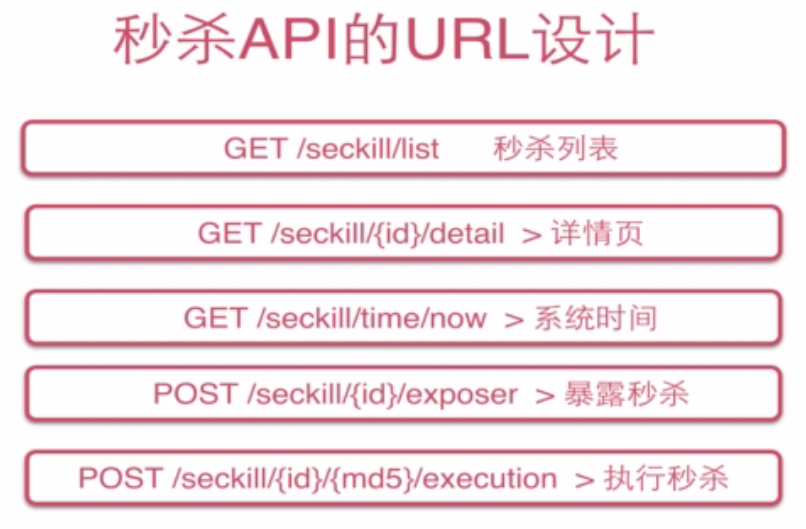 秒杀API的URL设计
GET /seckill/list 秒杀列表
GET /seckill/{id}/detail > 详情页
GET /seckill/time/now > 系统时间
POST /seckill/{id}/exposer > 暴露秒杀
POST /seckill/{id}/{md5}/execution > 执行秒杀